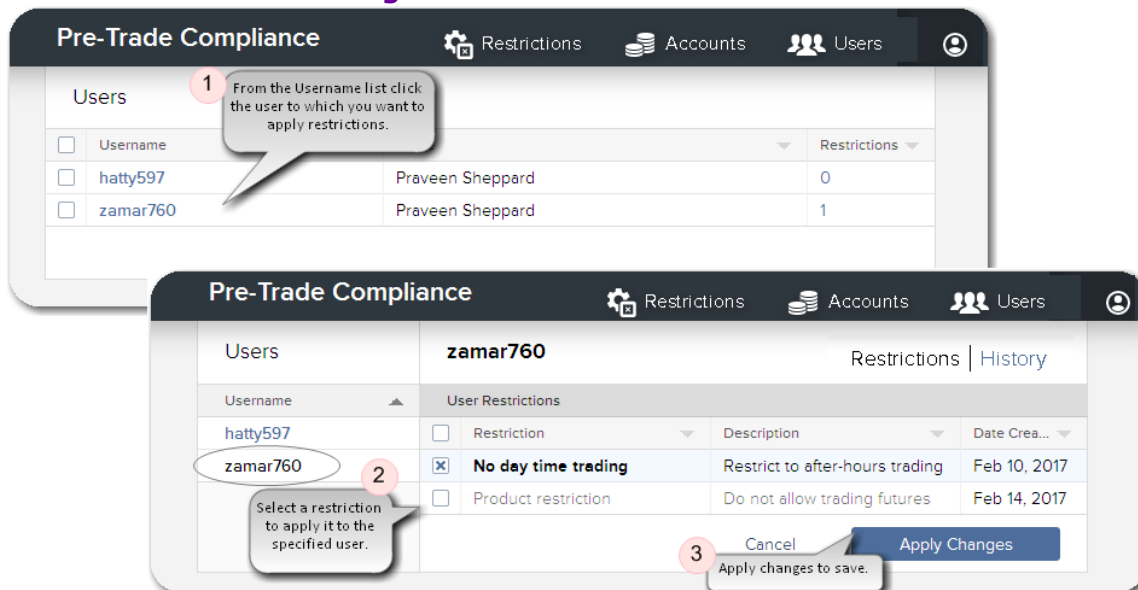 Pre-Trade Compliance Restrictions Accounts Users
Users
1
From the Username list click
the user to which you want to
apply restrictions.
Username Restrictions
hatty597 Praveen Sheppard 0
zamar760 Praveen Sheppard 1
Pre-Trade Compliance Restrictions Accounts Users
Users zamar760 Restrictions | History
Username User Restrictions
hatty597 Restriction Description Date Crea...
zamar760 No day time trading Restrict to after-hours trading Feb 10, 2017
2
Product restriction Do not allow trading futures Feb 14, 2017
Select a restriction
to apply it to the
specified user.
Cancel Apply Changes
3
Apply changes to save.